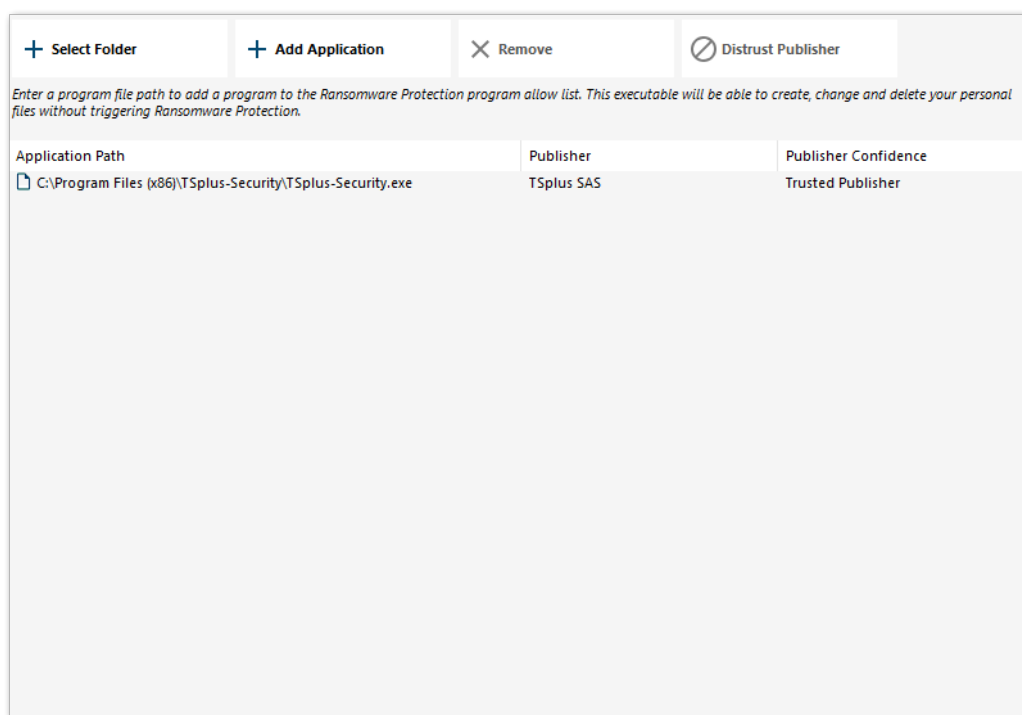 Select Folder
Add Application
Remove
Distrust Publisher
Enter a program file path to add a program to the Ransomware Protection program allow list. This executable will be able to create, change and delete your personal
files without triggering Ransomware Protection.
Application Path Publisher Publisher Confidence
C:\Program Files (x86)\TSplus-Security\TSplus-Security.exe TSplus SAS Trusted Publisher